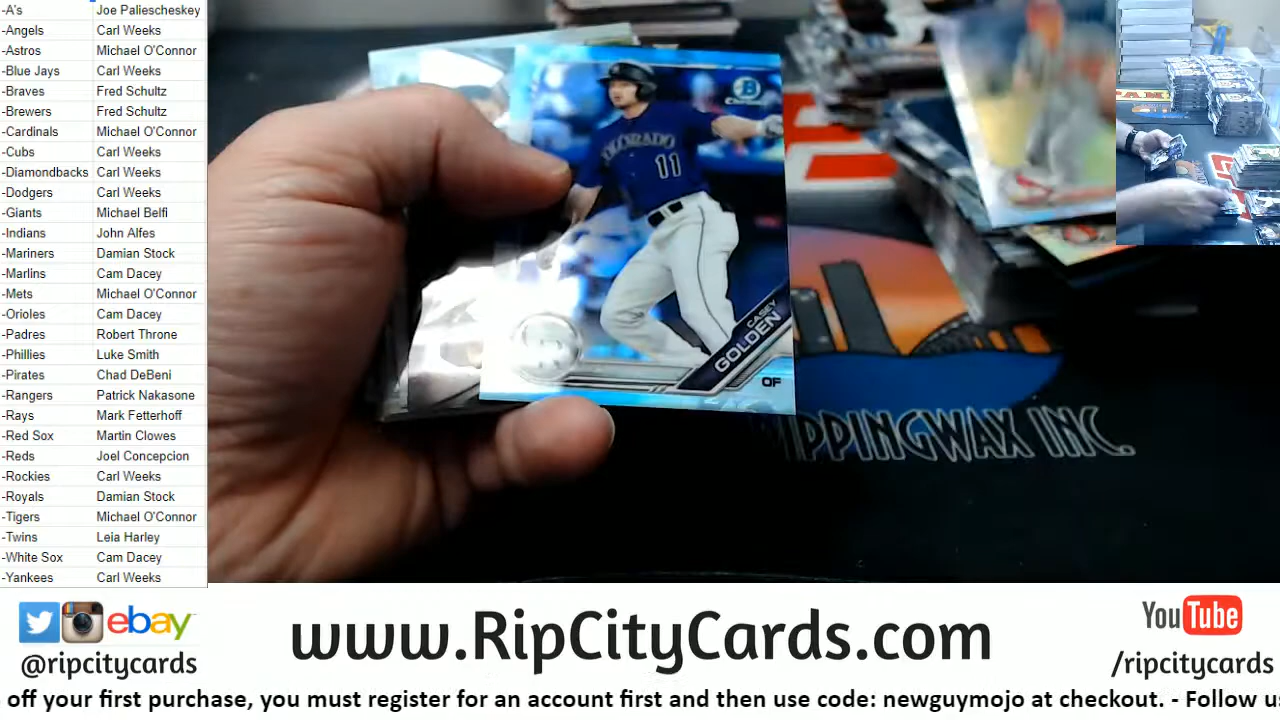 -A's Joe Paliescheskey
-Angels Carl Weeks
-Astros Michael O'Connor
-Blue Jays Carl Weeks
-Braves Fred Schultz
-Brewers Fred Schultz
-Cardinals Michael O'Connor
-Cubs Carl Weeks
-Diamondbacks Carl Weeks
-Dodgers Carl Weeks
-Giants Michael Belfi
-Indians John Alfes
-Mariners Damian Stock
-Marlins Cam Dacey
-Mets Michael O'Connor
-Orioles Cam Dacey
-Padres Robert Throne
-Phillies Luke Smith
-Pirates Chad DeBeni
-Rangers Patrick Nakasone
-Rays Mark Fetterhoff
-Red Sox Martin Clowes
-Reds Joel Concepcion
-Rockies Carl Weeks
-Royals Damian Stock
-Tigers Michael O'Connor
-Twins Leia Harley
-White Sox Cam Dacey
-Yankees Carl Weeks
B
Chrome
COLORADO
11
CASEY
GOLDEN
OF
RIPPINGWAX INC.
ebay
@ripcitycards
www.RipCityCards.com
YouTube
/ripcitycards
off your first purchase, you must register for an account first and then use code: newguymojo at checkout. - Follow us